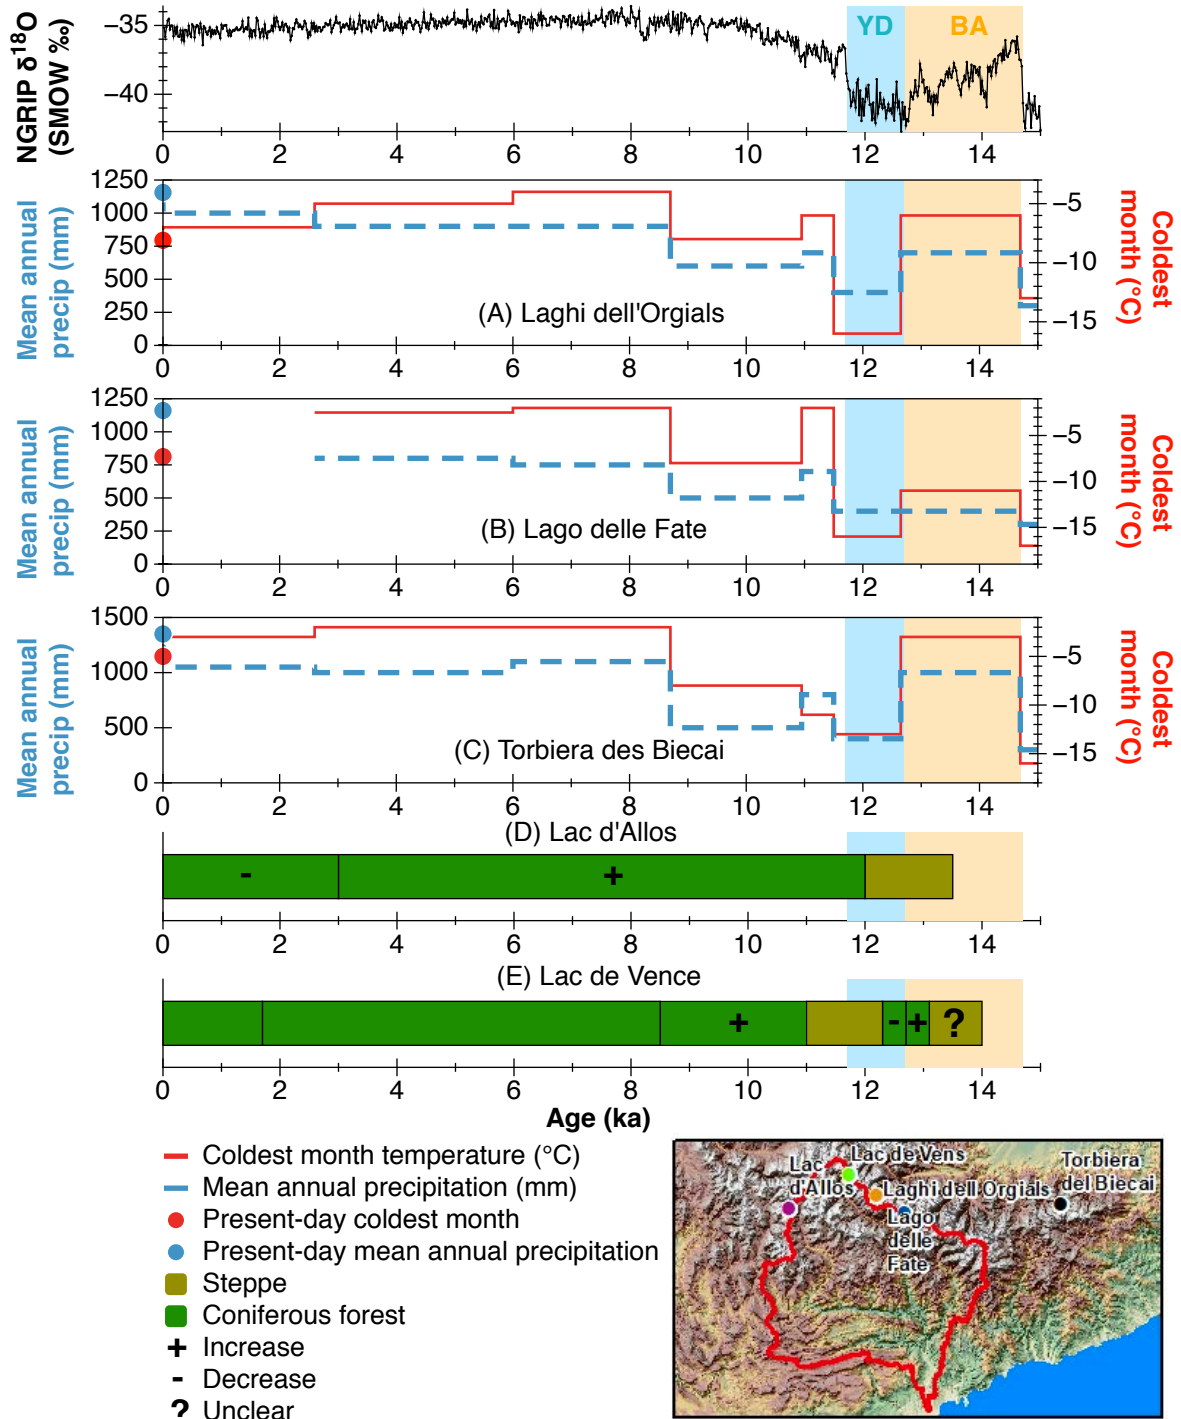 NGRIP δ¹⁸O
(SMOW ‰)
−35
−40
YD
BA
0 2 4 6 8 10 12 14
Mean annual
precip (mm)
1250
1000
750
500
250
0
(A) Laghi dell'Orgials
−5
−10
−15
Coldest
month (°C)
0 2 4 6 8 10 12 14
Mean annual
precip (mm)
1250
1000
750
500
250
0
(B) Lago delle Fate
−5
−10
−15
Coldest
month (°C)
0 2 4 6 8 10 12 14
Mean annual
precip (mm)
1500
1000
500
0
(C) Torbiera des Biecai
−5
−10
−15
Coldest
month (°C)
0 2 4 6 8 10 12 14
(D) Lac d'Allos
- +
0 2 4 6 8 10 12 14
(E) Lac de Vence
+ - + ?
0 2 4 6 8 10 12 14
Age (ka)
Coldest month temperature (°C)
Mean annual precipitation (mm)
Present-day coldest month
Present-day mean annual precipitation
Steppe
Coniferous forest
+ Increase
- Decrease
? Unclear
Lac de Vens
Lac
d'Allos
Laghi dell Orgials
Torbiera
del Biecai
Lago
delle
Fate